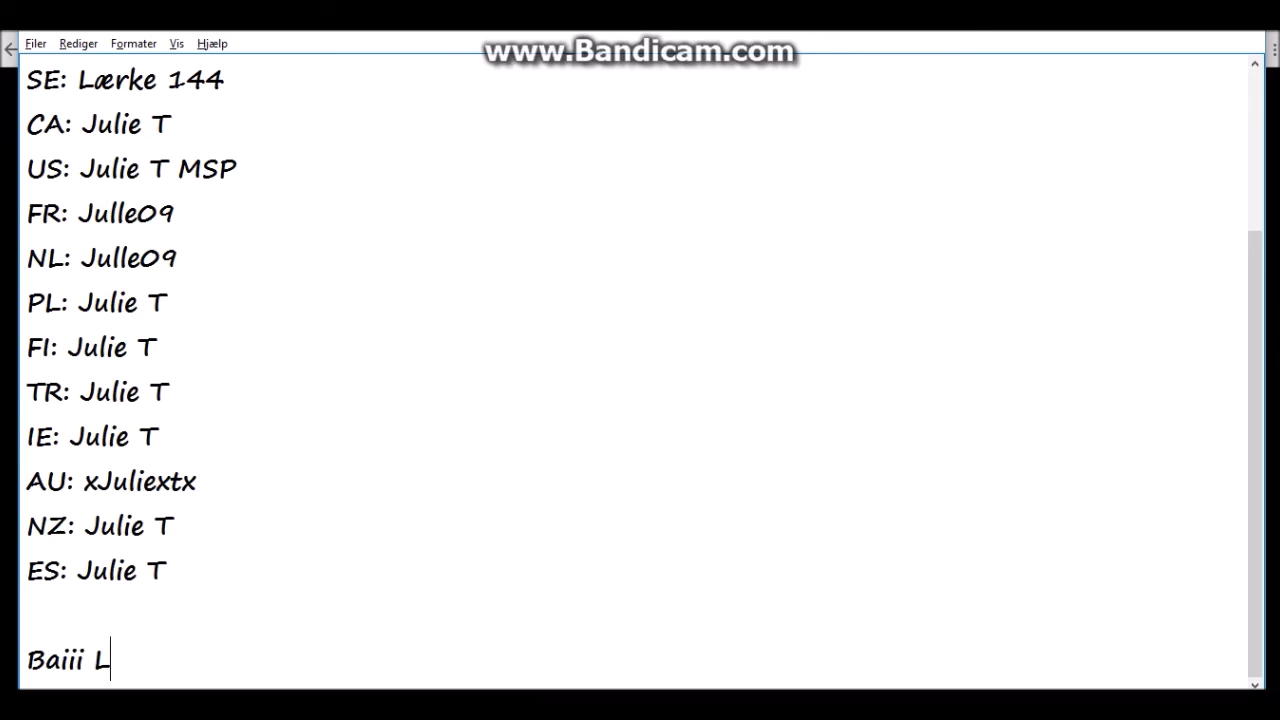 www.Bandicam.com
Filer Rediger Formater Vis Hjælp
SE: Lærke 144
CA: Julie T
US: Julie T MSP
FR: Julle09
NL: Julle09
PL: Julie T
FI: Julie T
TR: Julie T
IE: Julie T
AU: xJuliextx
NZ: Julie T
ES: Julie T
Baiii L